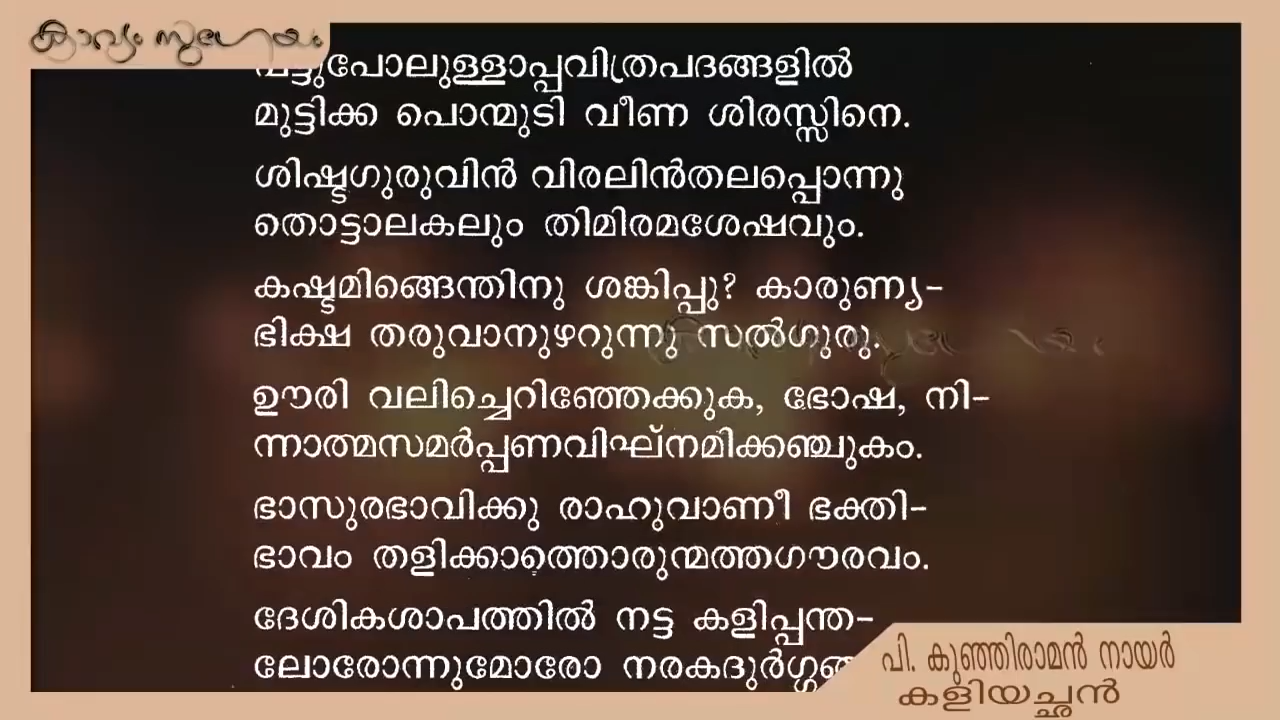 കാവ്യം സുഗേയം
പട്ടുപോലുള്ളാപ്പവിത്രപദങ്ങളിൽ
മുട്ടിക്ക പൊന്മുടി വീണ ശിരസ്സിനെ.
ശിഷ്ടഗുരുവിൻ വിരലിൻതലപ്പൊന്നു
തൊട്ടാലകലും തിമിരമശേഷവും.
കഷ്ടമിങ്ങെന്തിനു ശങ്കിപ്പു? കാരുണ്യ-
ഭിക്ഷ തരുവാനുഴറുന്നു സൽഗുരു.
ഊരി വലിച്ചെറിഞ്ഞേക്കുക, ഭോഷ, നി-
ന്നാത്മസമർപ്പണവിഘ്നമിക്കഞ്ചുകം.
ഭാസുരഭാവിക്കു രാഹുവാണീ ഭക്തി-
ഭാവം തളിക്കാത്തൊരുന്മത്തഗൗരവം.
ദേശികശാപത്തിൽ നട്ട കളിപ്പന്ത-
ലോരോന്നുമോരോ
പി. കുഞ്ഞിരാമൻ നായർ
കളിയച്ഛൻ